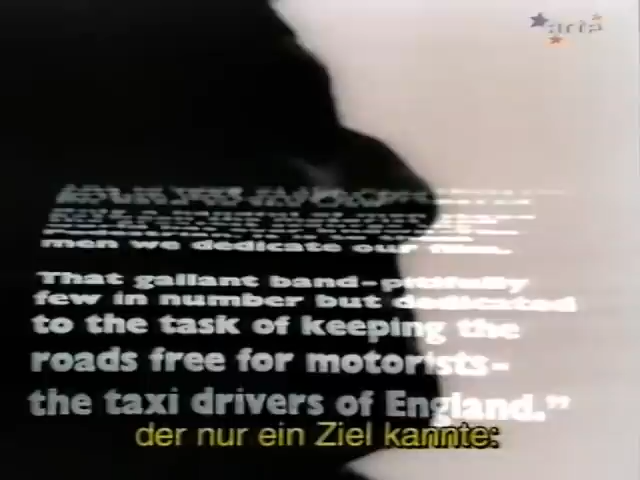 arte
men we dedicate our film.
That gallant band-pitifully
few in number but dedicated
to the task of keeping the
roads free for motorists-
the taxi drivers of England."
der nur ein Ziel kannte: